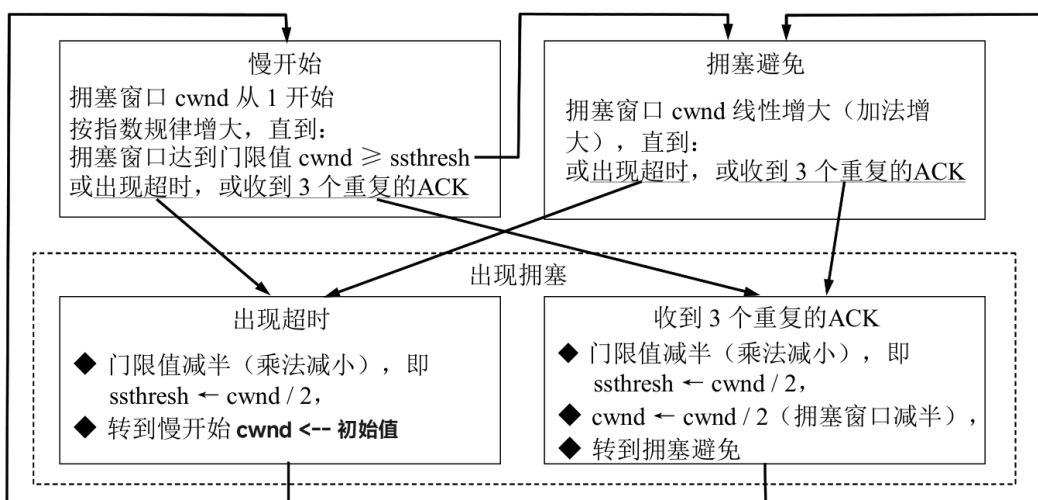 慢开始
拥塞窗口 cwnd 从 1 开始
按指数规律增大，直到：
拥塞窗口达到门限值 cwnd ≥ ssthresh
或出现超时，或收到 3 个重复的ACK
拥塞避免
拥塞窗口 cwnd 线性增大（加法增
大），直到：
或出现超时，或收到 3 个重复的ACK
出现拥塞
出现超时
◆ 门限值减半（乘法减小），即
ssthresh ← cwnd / 2，
◆ 转到慢开始 cwnd <-- 初始值
收到 3 个重复的ACK
◆ 门限值减半（乘法减小），即
ssthresh ← cwnd / 2，
◆ cwnd ← cwnd / 2（拥塞窗口减半），
◆ 转到拥塞避免